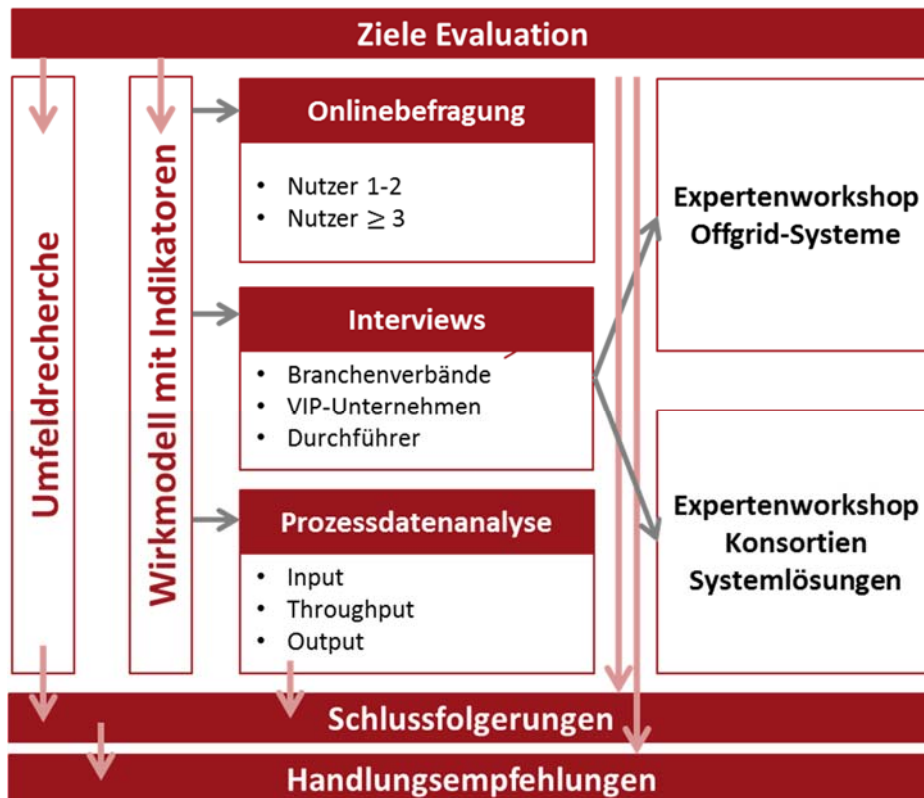 Ziele Evaluation
Umfeldrecherche
Wirkmodell mit Indikatoren
Onlinebefragung
• Nutzer 1-2
• Nutzer ≥ 3
Interviews
• Branchenverbände
• VIP-Unternehmen
• Durchführer
Prozessdatenanalyse
• Input
• Throughput
• Output
Expertenworkshop
Offgrid-Systeme
Expertenworkshop
Konsortien
Systemlösungen
Schlussfolgerungen
Handlungsempfehlungen